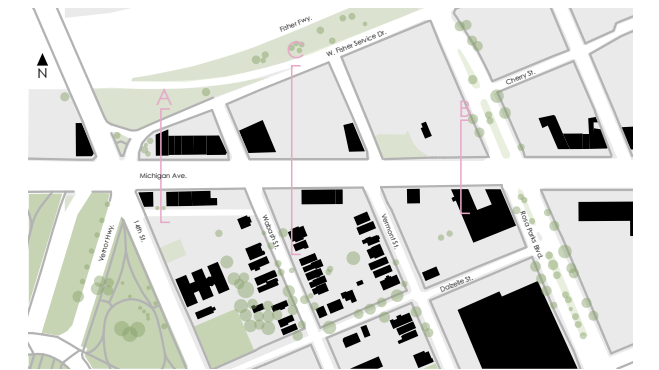 Fisher Fwy.
W. Fisher Service Dr.
N
C
A
B
Cherry St.
Michigan Ave.
Vernor Hwy.
14th St.
Wabash St.
Vermont St.
Rosa Parks Blvd.
Dalzelle St.